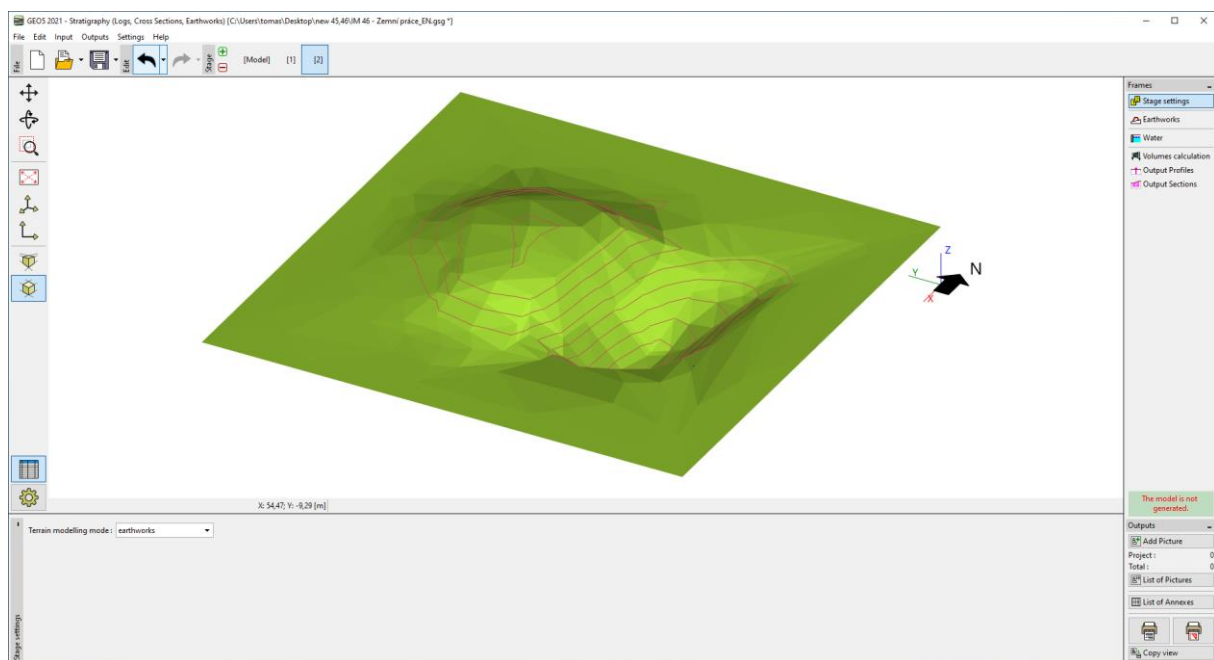 GEO5 2021 - Stratigraphy (Logs, Cross Sections, Earthworks) [C:\Users\tomas\Desktop\new 45,46\IM 46 - Zemní práce_EN.gsg *]
File Edit Input Outputs Settings Help
File
Edit
Stage
[Model] [1] [2]
Frames
Stage settings
Earthworks
Water
Volumes calculation
Output Profiles
Output Sections
Z
Y
X
N
X: 54,47; Y: -9,29 [m]
The model is not
generated.
Terrain modelling mode : earthworks
Stage settings
Outputs
Add Picture
Project : 0
Total : 0
List of Pictures
List of Annexes
Copy view